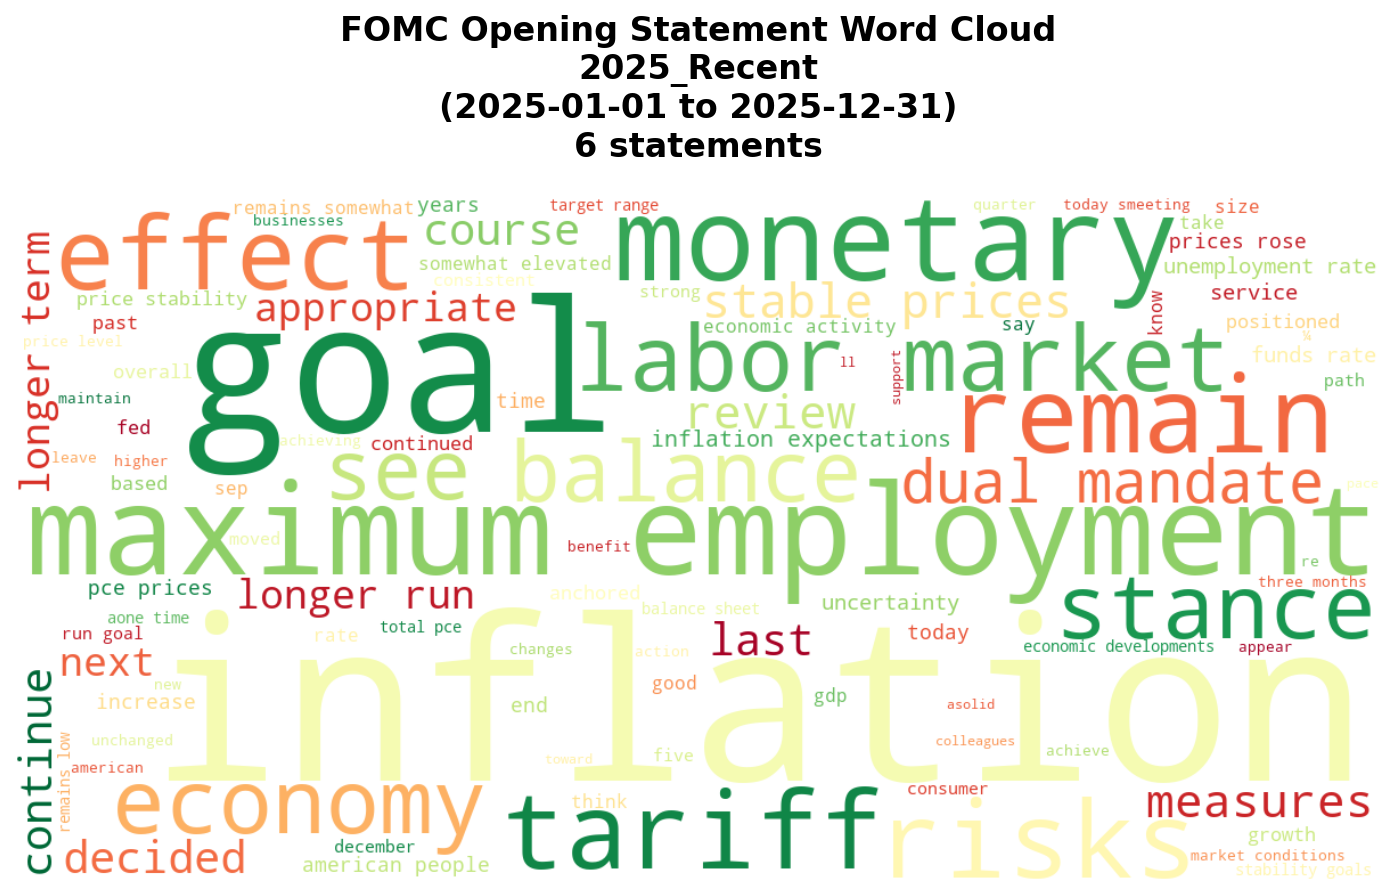 FOMC Opening Statement Word Cloud
2025_Recent
(2025-01-01 to 2025-12-31)
6 statements
remains somewhat
years
target range
quarter
today smeeting
size
businesses
effect
course
monetary
take
prices rose
longer term
somewhat elevated
unemployment rate
consistent
price stability
appropriate
strong
stable prices
know
service
past
economic activity
say
positioned
¼
price level
goal
labor
ll
support
market
funds rate
overall
path
maintain
time
review
remain
fed
achieving
continued
inflation expectations
leave
higher
see balance
dual mandate
based
sep
pace
maximum employment
moved
benefit
re
pce prices
longer run
anchored
three months
stance
aone time
balance sheet
uncertainty
run goal
rate
total pce
last
today
next
changes
action
economic developments
appear
continue
new
inflation
good
gdp
increase
end
asolid
unchanged
colleagues
remains low
american
toward
five
achieve
economy
tariff
think
risks
consumer
measures
decided
december
growth
american people
market conditions
stability goals